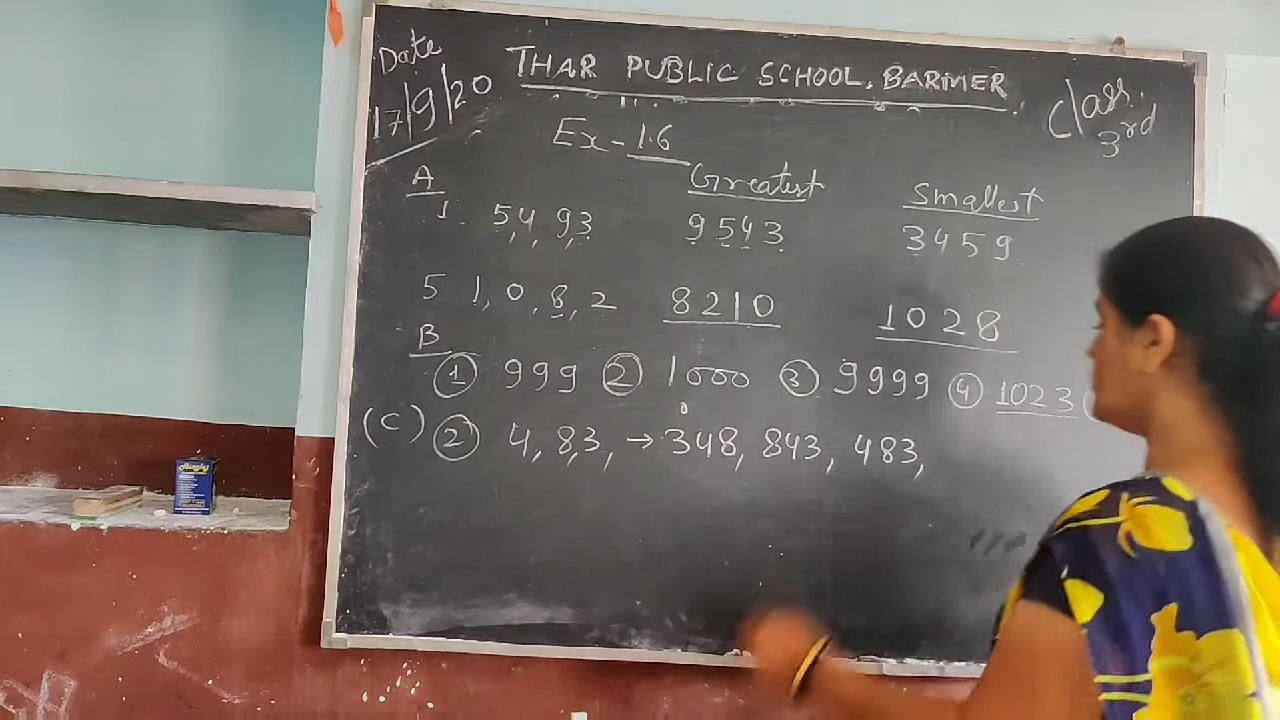 Date
17/9/20
THAR PUBLIC SCHOOL, BARMER
Class.
3rd
Ex - 1.6
A Greatest Smallest
1 5,4,9,3 9543 3459
5 1,0,8,2 8210 1028
B
① 999 ② 1000 ③ 9999 ④ 1023
(C) ② 4,8,3, → 348, 843, 483,